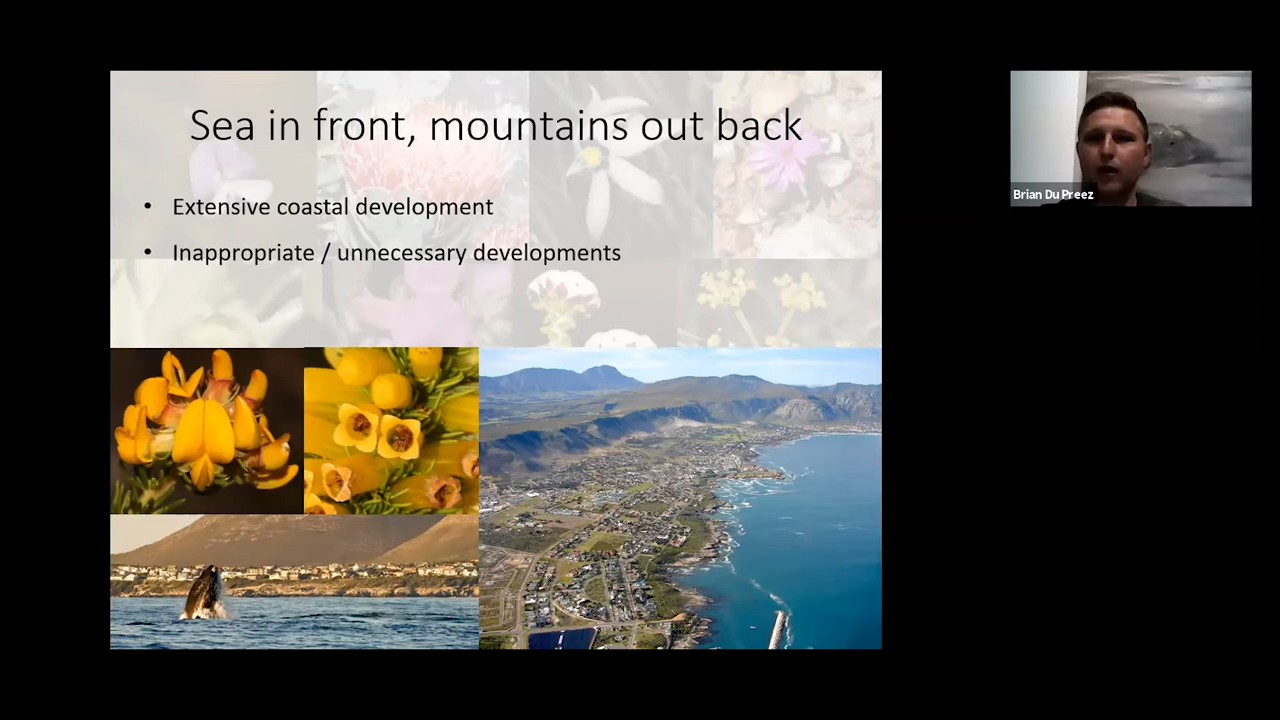 Sea in front, mountains out back
• Extensive coastal development
• Inappropriate / unnecessary developments
Brian Du Preez